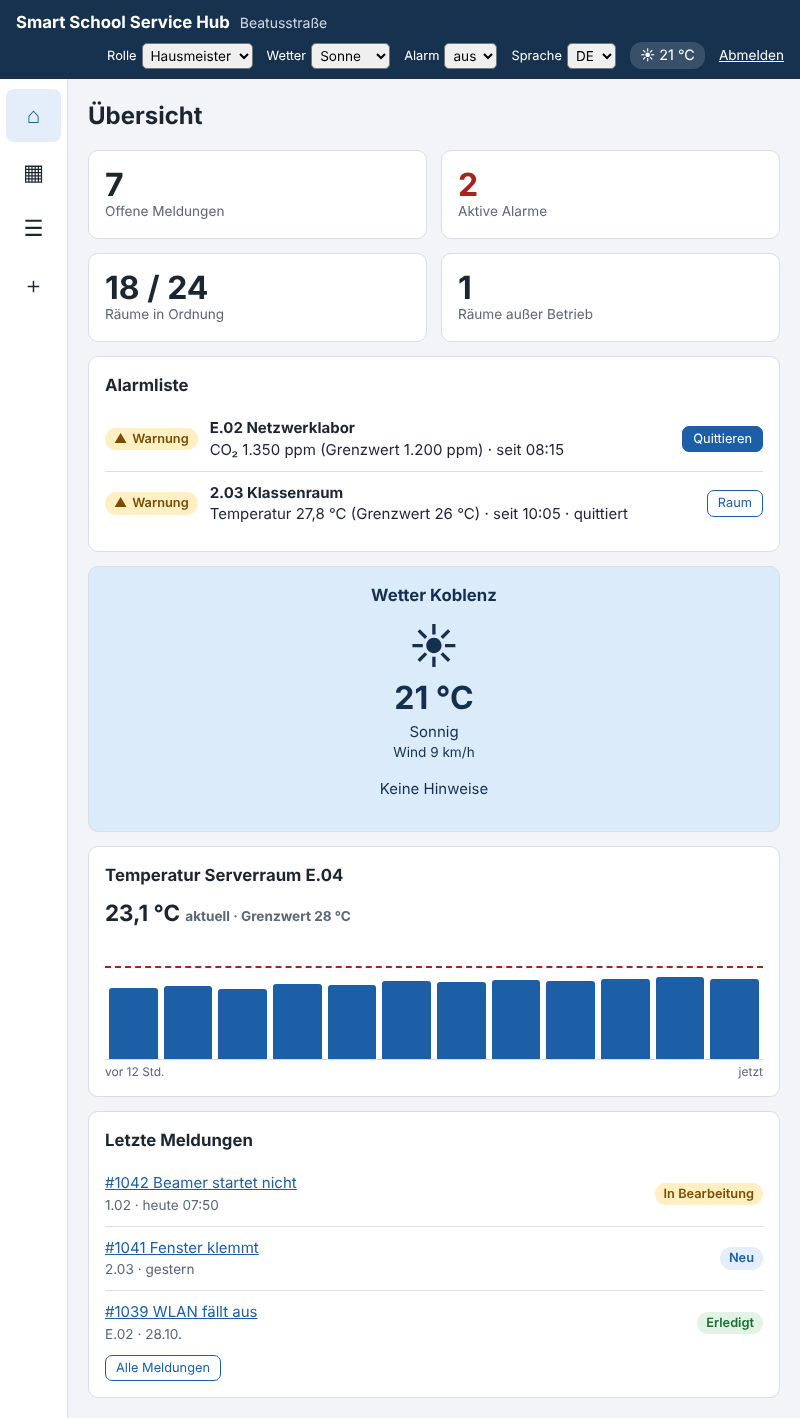 Smart School Service Hub Beatusstraße
Rolle Hausmeister Wetter Sonne Alarm aus Sprache DE ☀ 21 °C Abmelden
Übersicht
7
Offene Meldungen
2
Aktive Alarme
18 / 24
Räume in Ordnung
1
Räume außer Betrieb
Alarmliste
▲ Warnung
E.02 Netzwerklabor
CO₂ 1.350 ppm (Grenzwert 1.200 ppm) · seit 08:15
Quittieren
▲ Warnung
2.03 Klassenraum
Temperatur 27,8 °C (Grenzwert 26 °C) · seit 10:05 · quittiert
Raum
Wetter Koblenz
21 °C
Sonnig
Wind 9 km/h
Keine Hinweise
Temperatur Serverraum E.04
23,1 °C aktuell · Grenzwert 28 °C
vor 12 Std. jetzt
Letzte Meldungen
#1042 Beamer startet nicht
1.02 · heute 07:50
In Bearbeitung
#1041 Fenster klemmt
2.03 · gestern
Neu
#1039 WLAN fällt aus
E.02 · 28.10.
Erledigt
Alle Meldungen